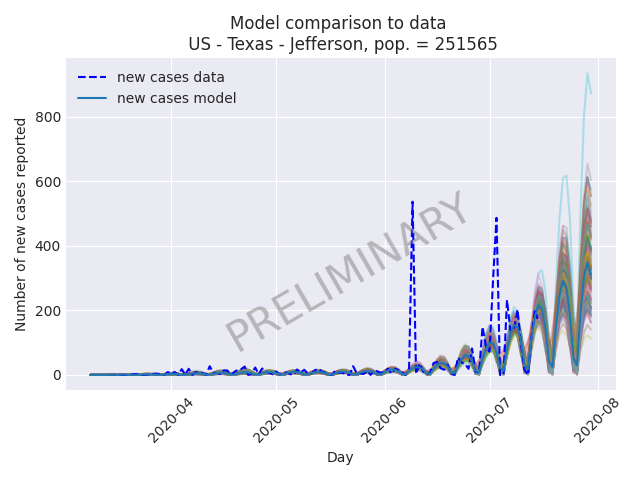 Model comparison to data
US - Texas - Jefferson, pop. = 251565
new cases data
new cases model
Number of new cases reported
800
600
400
200
0
PRELIMINARY
2020-04
2020-05
2020-06
2020-07
2020-08
Day